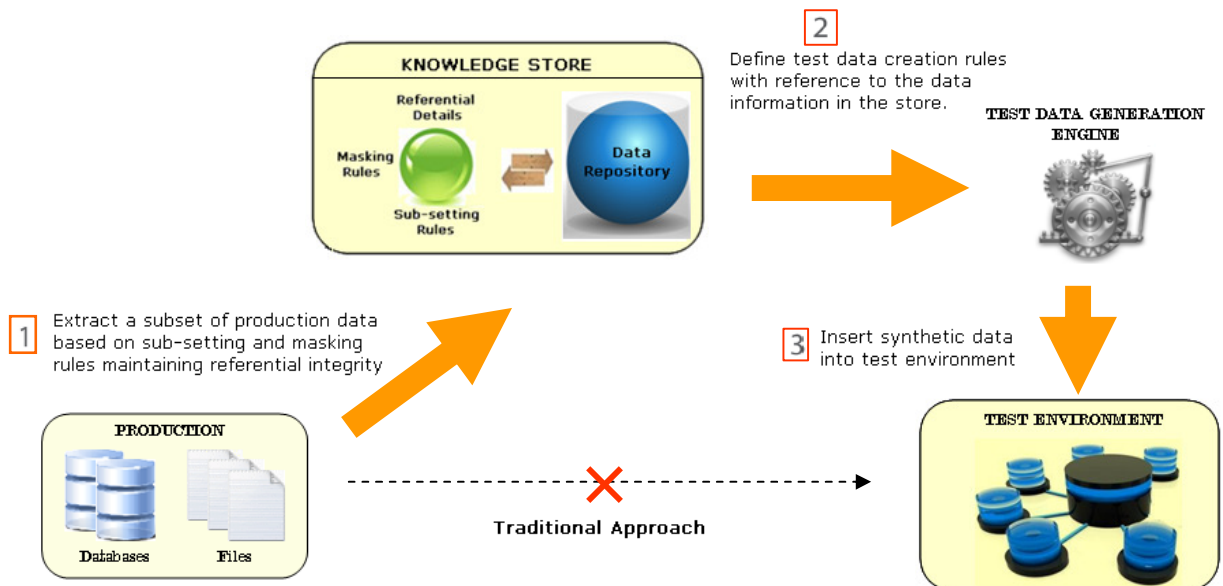 KNOWLEDGE STORE
Referential
Details
Masking
Rules
Sub-setting
Rules
Data
Repository
2
Define test data creation rules
with reference to the data
information in the store.
TEST DATA GENERATION
ENGINE
1
Extract a subset of production data
based on sub-setting and masking
rules maintaining referential integrity
3
Insert synthetic data
into test environment
PRODUCTION
Databases
Files
Traditional Approach
TEST ENVIRONMENT